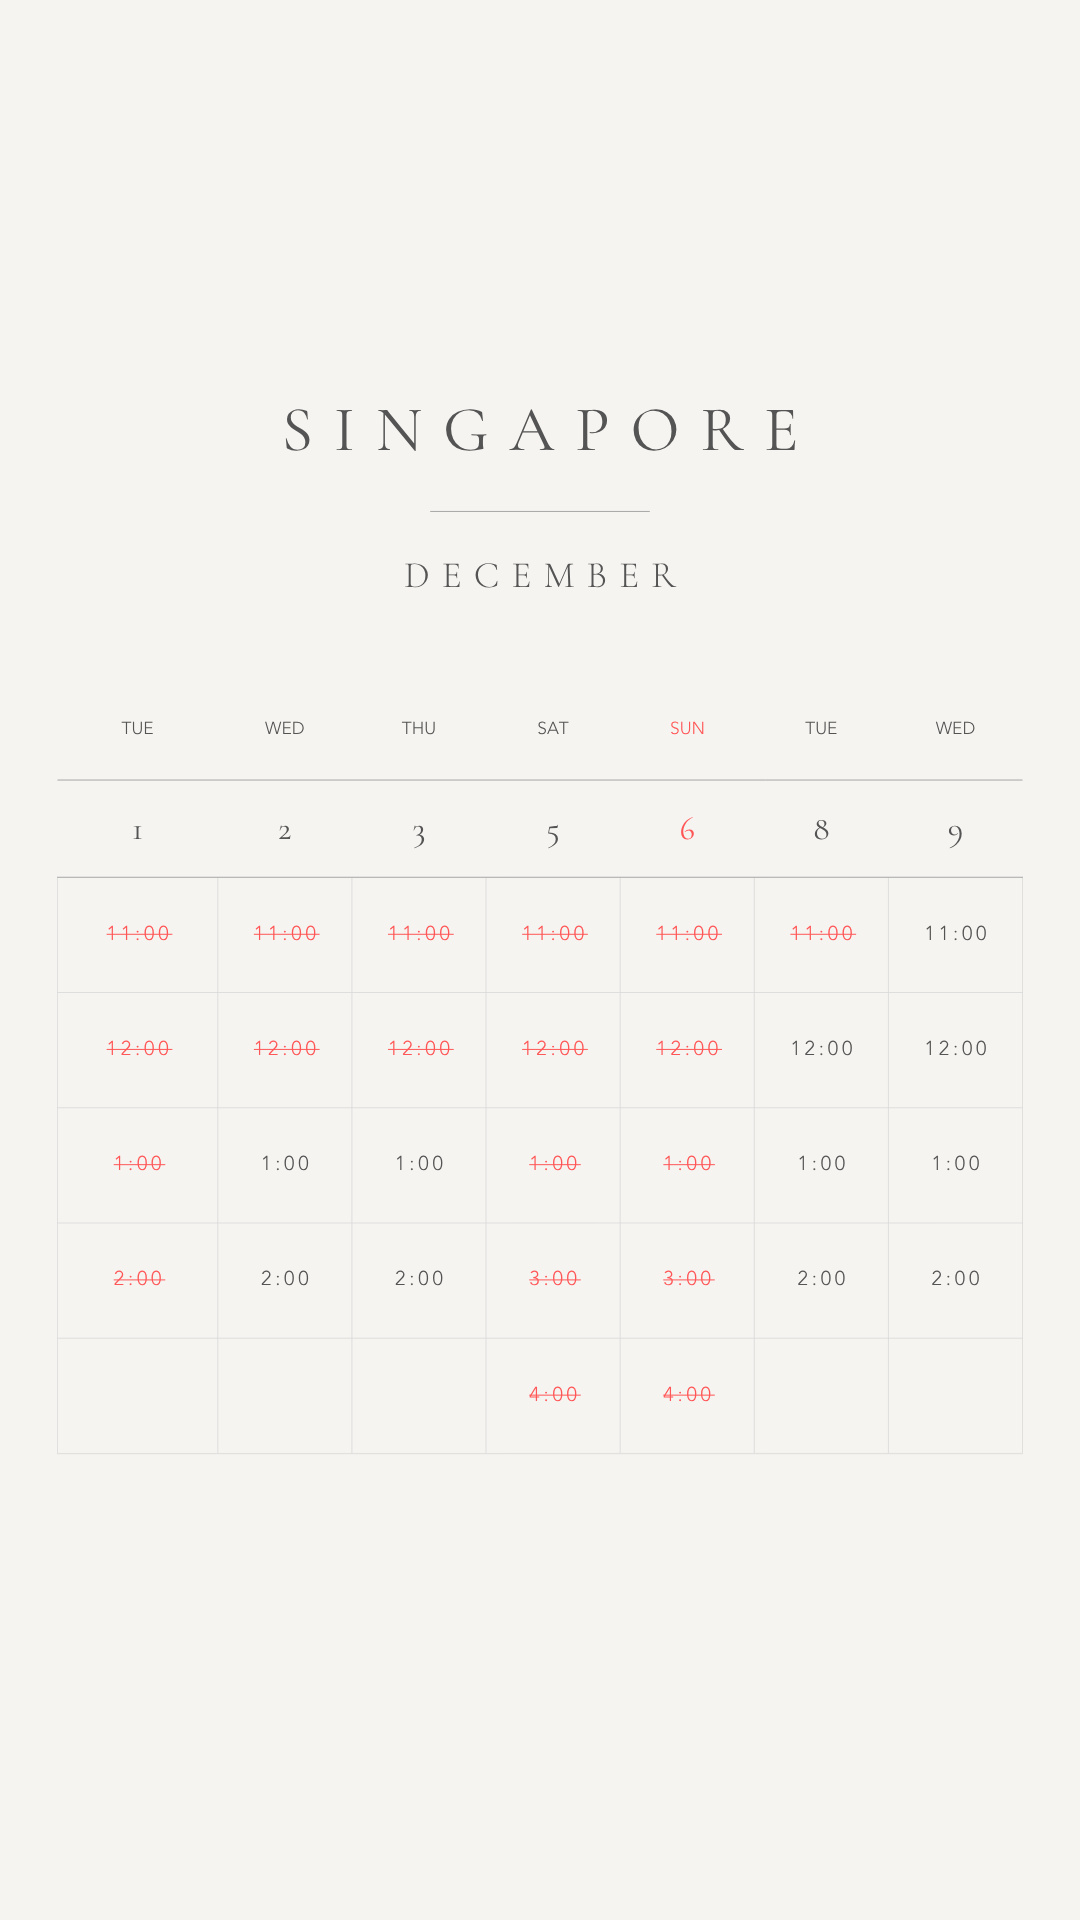 SINGAPORE
DECEMBER
TUE WED THU SAT SUN TUE WED
1 2 3 5 6 8 9
11:00 11:00 11:00 11:00 11:00 11:00 11:00
12:00 12:00 12:00 12:00 12:00 12:00 12:00
1:00 1:00 1:00 1:00 1:00 1:00 1:00
2:00 2:00 2:00 3:00 3:00 2:00 2:00
4:00 4:00